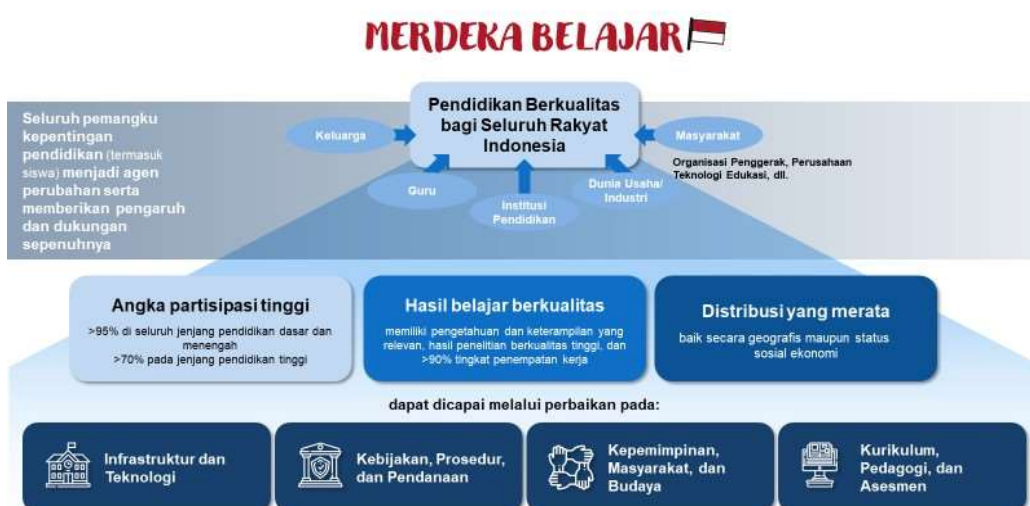 MERDEKA BELAJAR
Pendidikan Berkualitas
bagi Seluruh Rakyat
Indonesia
Seluruh pemangku
kepentingan
pendidikan (termasuk
siswa) menjadi agen
perubahan serta
memberikan pengaruh
dan dukungan
sepenuhnya
Keluarga
Guru
Institusi
Pendidikan
Dunia Usaha/
Industri
Masyarakat
Organisasi Penggerak, Perusahaan
Teknologi Edukasi, dll.
Angka partisipasi tinggi
>95% di seluruh jenjang pendidikan dasar dan
menengah
>70% pada jenjang pendidikan tinggi
Hasil belajar berkualitas
memiliki pengetahuan dan keterampilan yang
relevan, hasil penelitian berkualitas tinggi, dan
>90% tingkat penempatan kerja
Distribusi yang merata
baik secara geografis maupun status
sosial ekonomi
dapat dicapai melalui perbaikan pada:
Infrastruktur dan
Teknologi
Kebijakan, Prosedur,
dan Pendanaan
Kepemimpinan,
Masyarakat, dan
Budaya
Kurikulum,
Pedagogi, dan
Asesmen